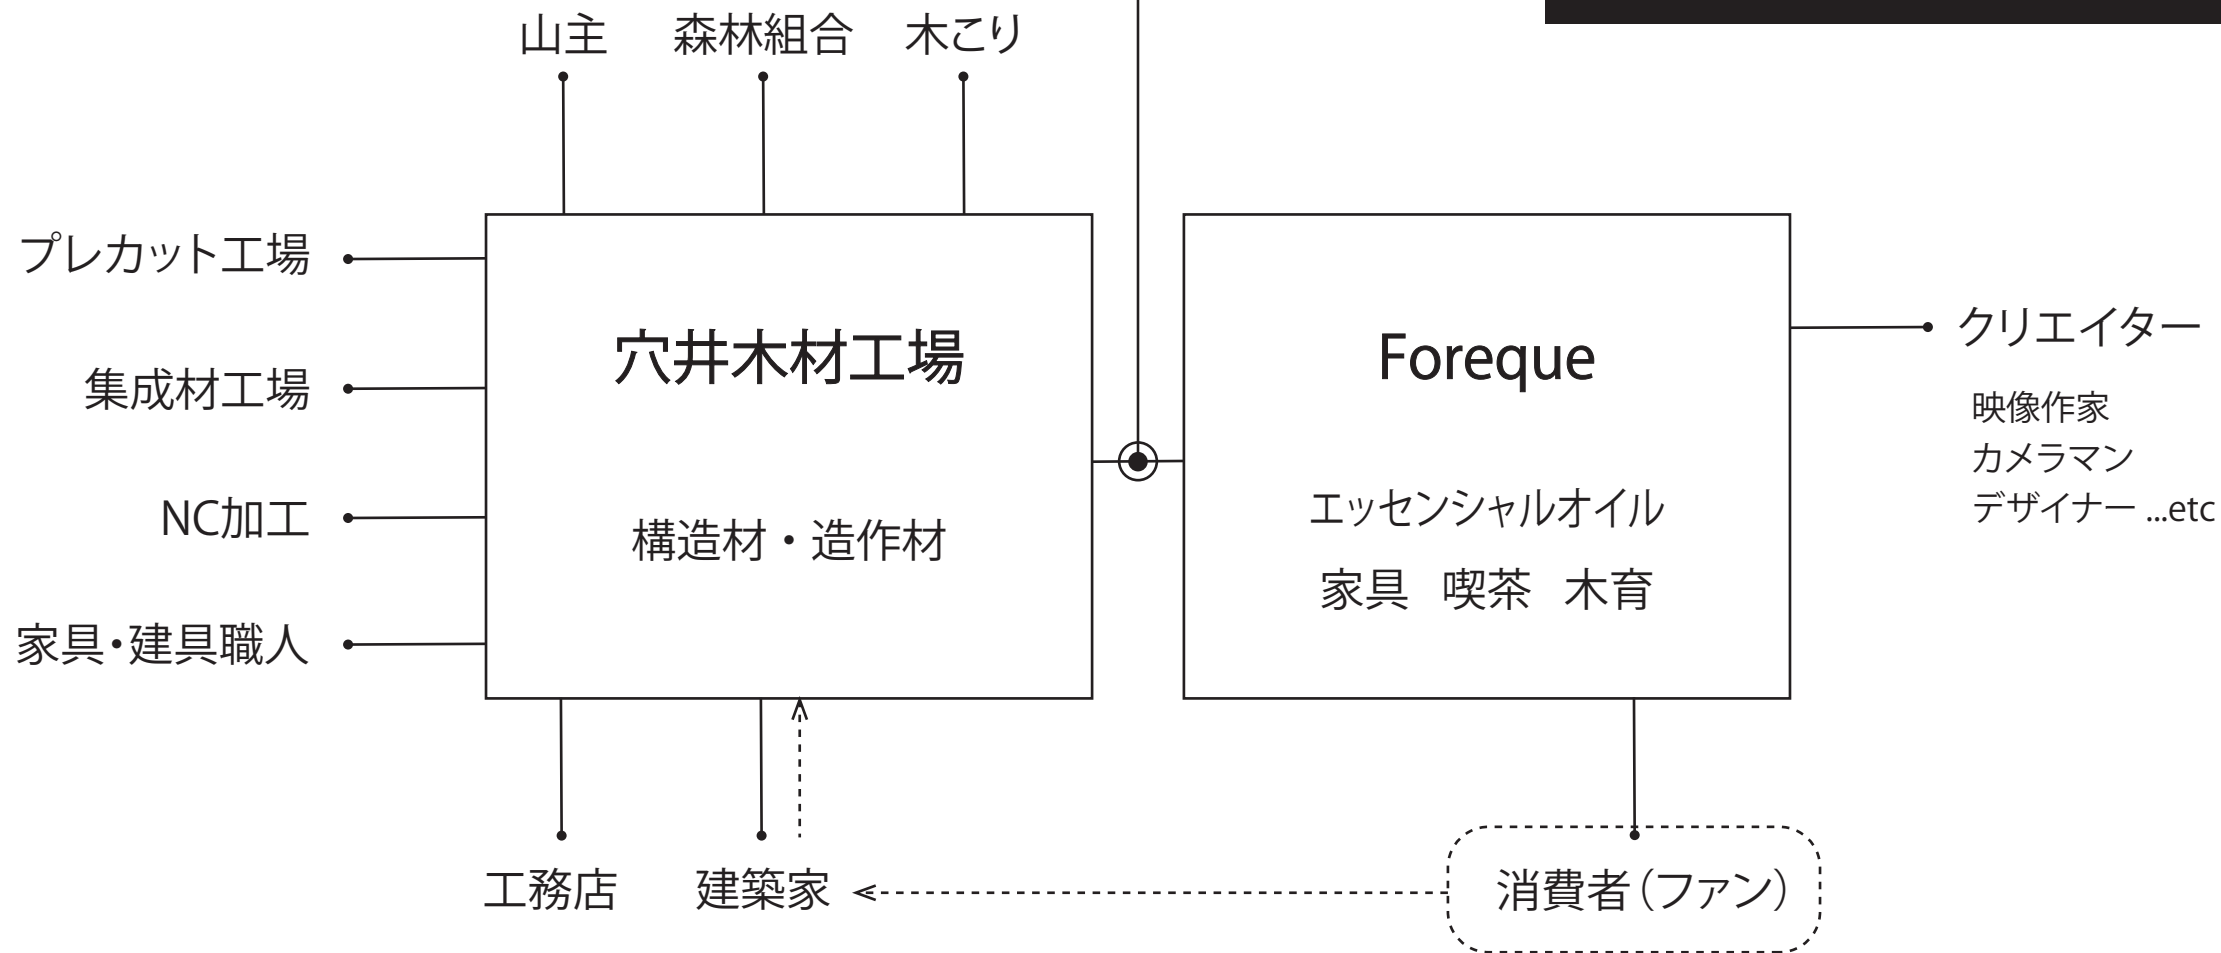 山主 森林組合 木こり
プレカット工場
集成材工場
NC加工
家具・建具職人
穴井木材工場
構造材・造作材
Foreque
エッセンシャルオイル
家具 喫茶 木育
クリエイター
映像作家
カメラマン
デザイナー ...etc
工務店 建築家 消費者（ファン）